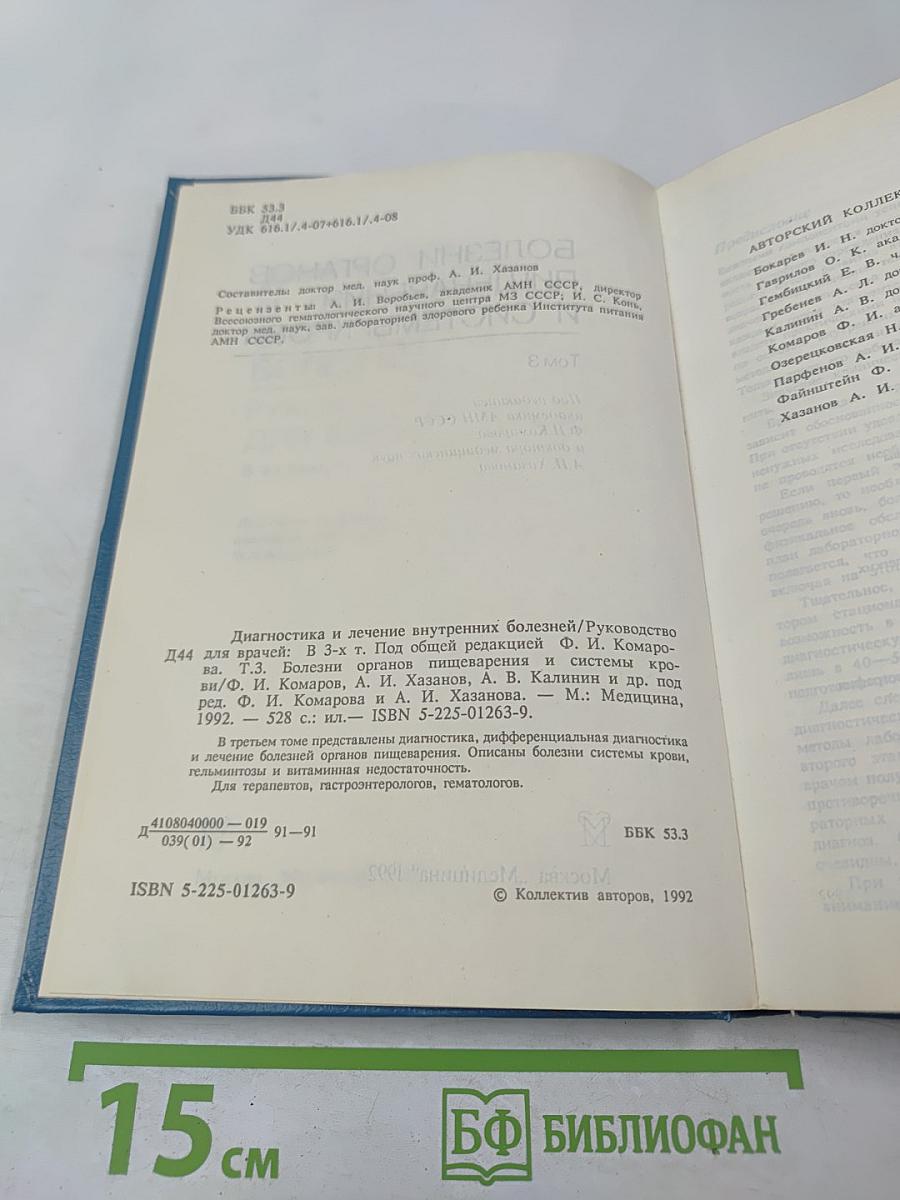 ББК 53.3
Д44
УДК 616.1/.4-07+616.1/.4-08
Составитель: доктор мед. наук проф. А. И. Хазанов
Рецензенты: А. И. Воробьев, академик АМН СССР, директор
Всесоюзного гематологического научного центра МЗ СССР; И. С. Конь,
доктор мед. наук, зав. лабораторией здорового ребенка Института питания
АМН СССР.
Диагностика и лечение внутренних болезней/Руководство
Д44 для врачей: В 3-х т. Под общей редакцией Ф. И. Комаро-
ва. Т.3. Болезни органов пищеварения и системы кро-
ви/Ф. И. Комаров, А. И. Хазанов, А. В. Калинин и др. под
ред. Ф. И. Комарова и А. И. Хазанова. — М.: Медицина,
1992. — 528 с.: ил.— ISBN 5-225-01263-9.
В третьем томе представлены диагностика, дифференциальная диагностика
и лечение болезней органов пищеварения. Описаны болезни системы крови,
гельминтозы и витаминная недостаточность.
Для терапевтов, гастроэнтерологов, гематологов.
Д 4108040000 — 019
039(01) — 92 91—91
ББК 53.3
ISBN 5-225-01263-9
© Коллектив авторов, 1992
АВТОРСКИЙ КОЛЛЕК
Бокарев И. Н. докто
Гаврилов О. К. ака
Гембицкий Е. В. ч
Гребенев А. Л. до
Калинин А. В. до
Комаров Ф. И. а
Озерецковская Н.
Парфенов А. И.
Файнштейн Ф.
Хазанов А. И.
15 см
БФ БИБЛИОФАН